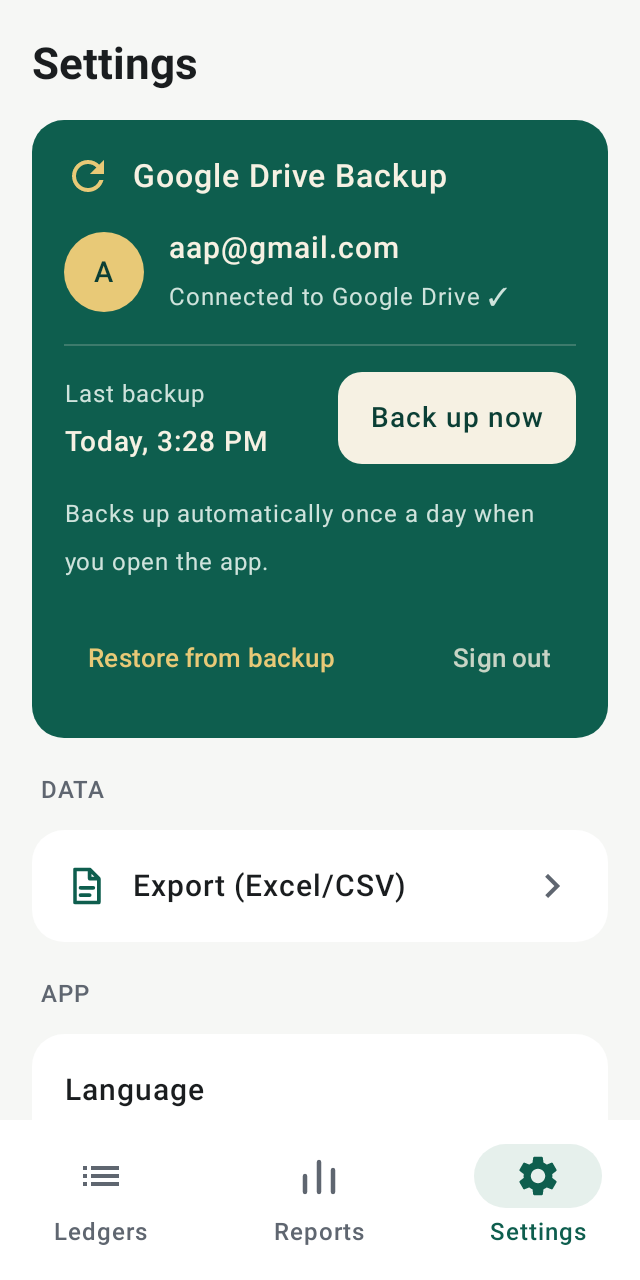 Settings
Google Drive Backup
A
aap@gmail.com
Connected to Google Drive ✓
Last backup
Today, 3:28 PM
Back up now
Backs up automatically once a day when
you open the app.
Restore from backup
Sign out
DATA
Export (Excel/CSV)
APP
Language
Ledgers
Reports
Settings